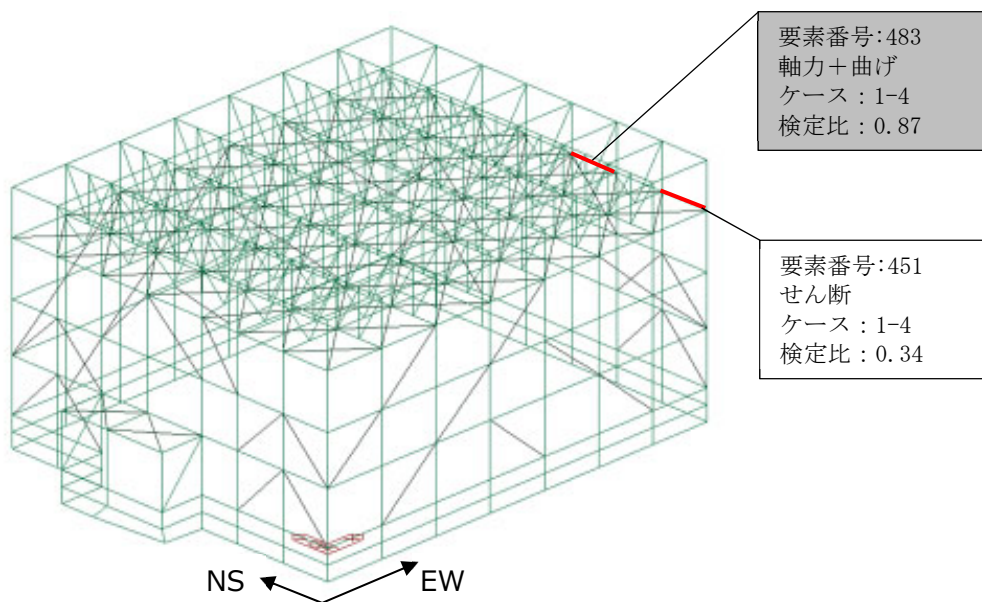 要素番号:483
軸力＋曲げ
ケース：1-4
検定比：0.87
要素番号:451
せん断
ケース：1-4
検定比：0.34
NS
EW